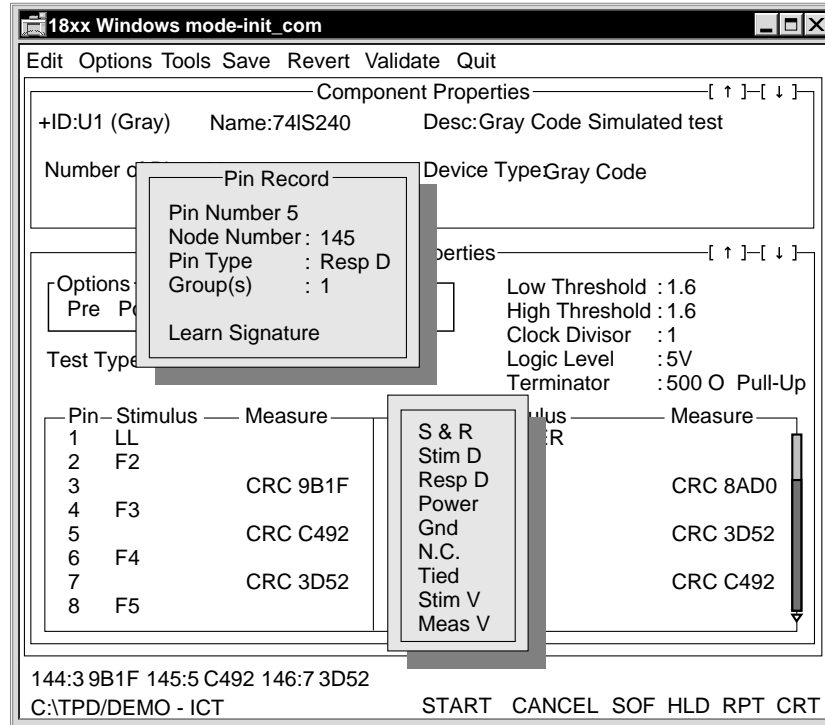 18xx Windows mode-init_com
Edit Options Tools Save Revert Validate Quit
Component Properties [ ↑ ]–[ ↓ ]
+ID:U1 (Gray) Name:74lS240 Desc:Gray Code Simulated test
Number Device Type:Gray Code
Pin Record
Pin Number 5
Node Number : 145
Pin Type : Resp D
Group(s) : 1
Learn Signature
perties [ ↑ ]–[ ↓ ]
Options
Pre
Test Type
Low Threshold :1.6
High Threshold :1.6
Clock Divisor :1
Logic Level :5V
Terminator :500 O Pull-Up
Pin Stimulus Measure
1 LL
2 F2
3 CRC 9B1F
4 F3
5 CRC C492
6 F4
7 CRC 3D52
8 F5
S & R
Stim D
Resp D
Power
Gnd
N.C.
Tied
Stim V
Meas V
ulus Measure
ER
CRC 8AD0
CRC 3D52
CRC C492
144:3 9B1F 145:5 C492 146:7 3D52
C:\TPD/DEMO - ICT START CANCEL SOF HLD RPT CRT